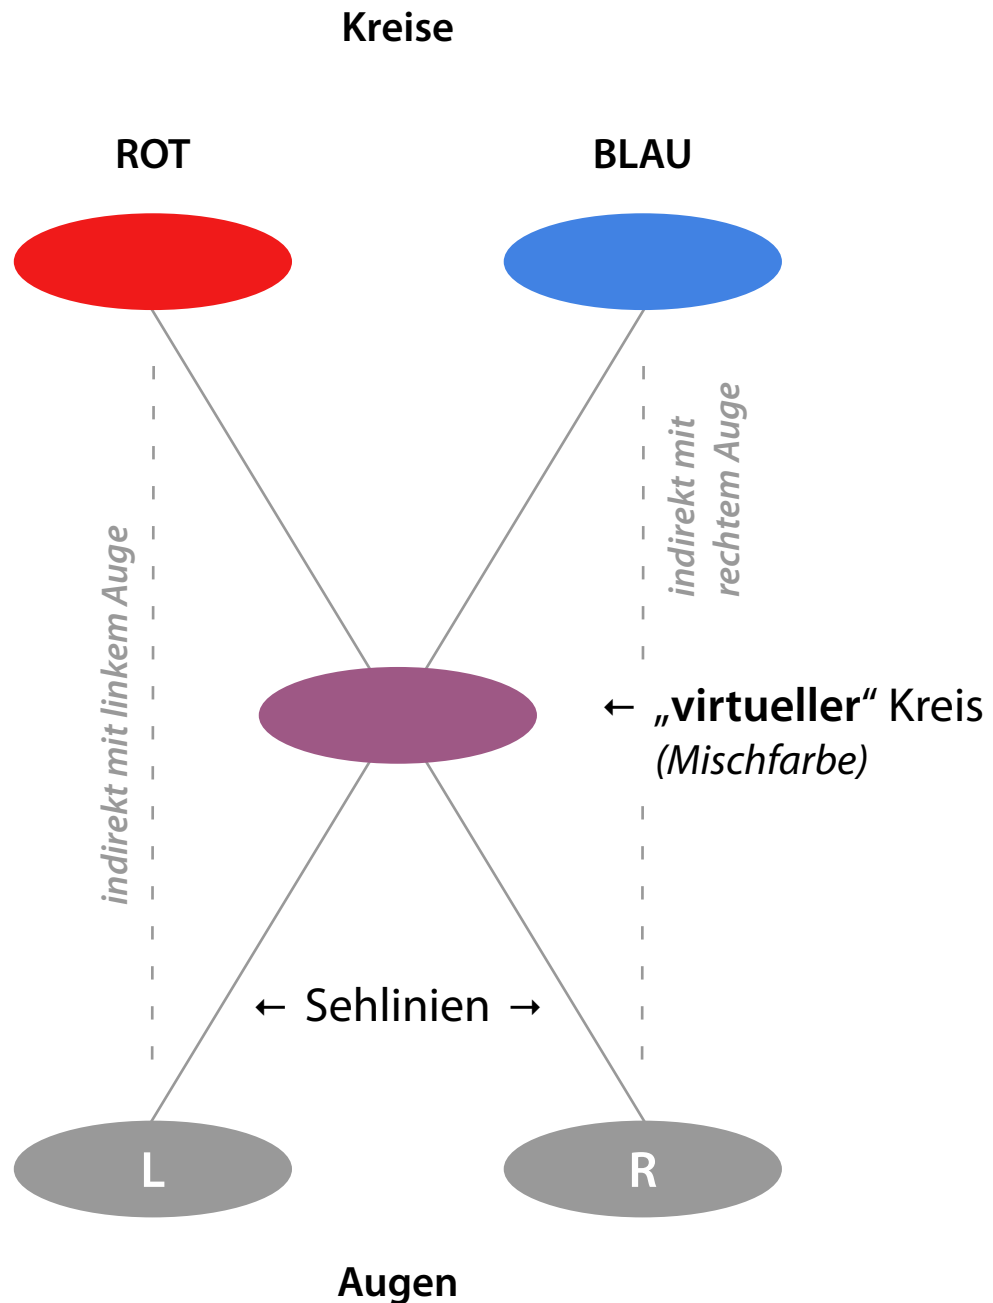 Kreise
ROT
BLAU
indirekt mit linkem Auge
indirekt mit
rechtem Auge
← „virtueller“ Kreis
(Mischfarbe)
← Sehlinien →
L
R
Augen